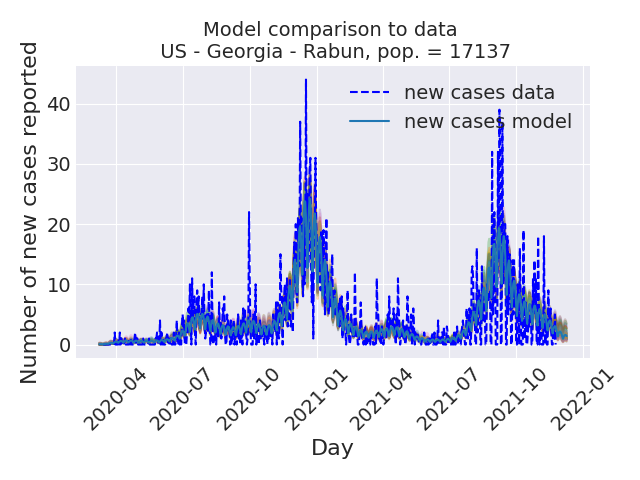 Model comparison to data
US - Georgia - Rabun, pop. = 17137
Number of new cases reported
40
30
20
10
0
new cases data
new cases model
2020-04
2020-07
2020-10
2021-01
2021-04
2021-07
2021-10
2022-01
Day